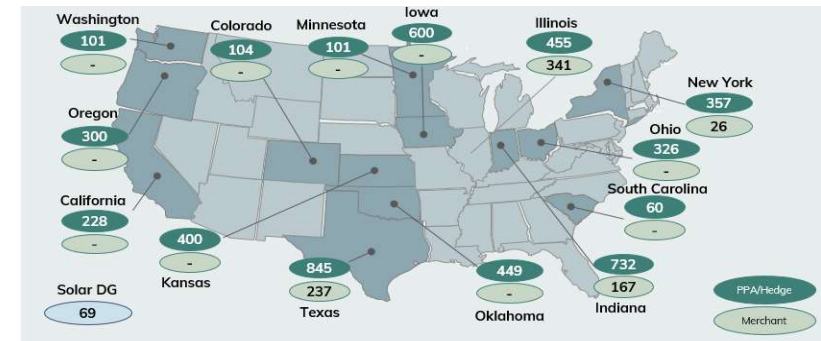 Washington
101
-
Colorado
104
-
Minnesota
101
-
Iowa
600
-
Illinois
455
341
New York
357
26
Oregon
300
-
Ohio
326
-
California
228
-
South Carolina
60
-
400
-
Kansas
845
237
Texas
449
-
Oklahoma
732
167
Indiana
Solar DG
69
PPA/Hedge
Merchant